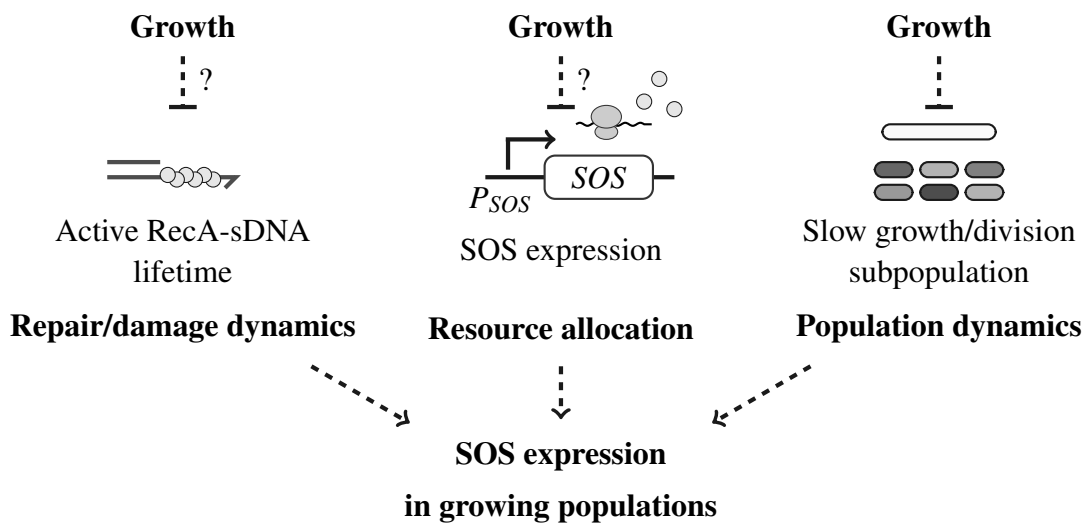 Growth
?
Active RecA-sDNA
lifetime
Repair/damage dynamics
Growth
?
P_SOS
SOS
SOS expression
Resource allocation
Growth
Slow growth/division
subpopulation
Population dynamics
SOS expression
in growing populations